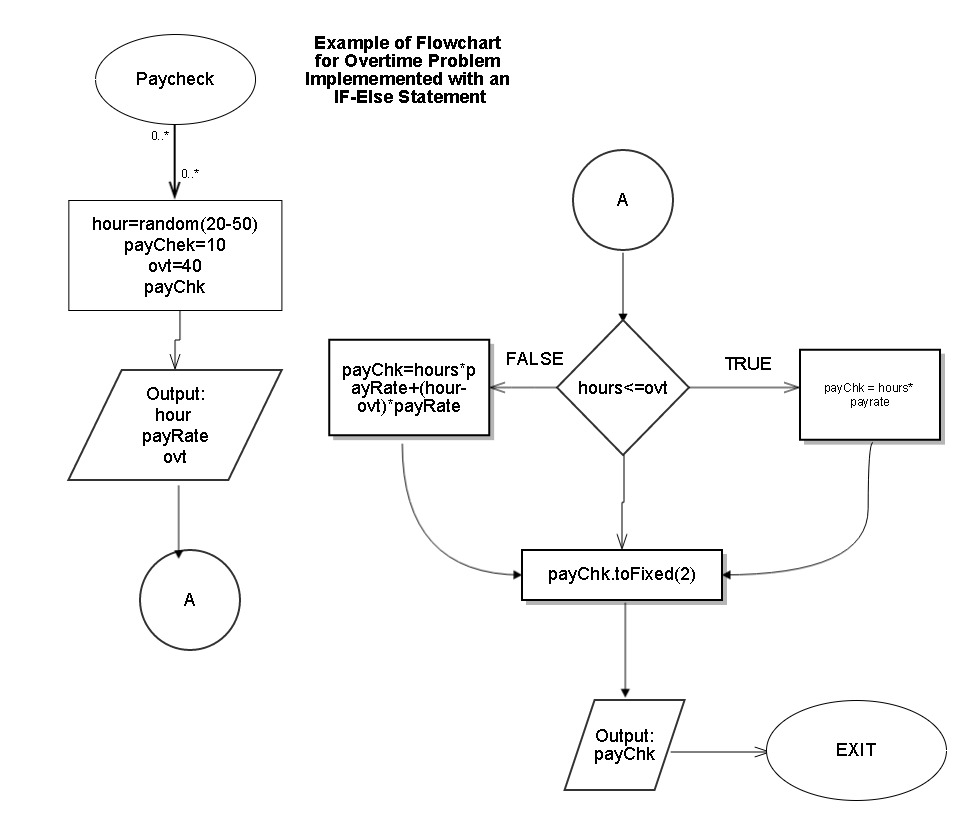 Example of Flowchart
for Overtime Problem
Implememented with an
IF-Else Statement
Paycheck
0..*
0..*
hour=random(20-50)
payChek=10
ovt=40
payChk
Output:
hour
payRate
ovt
A
A
hours<=ovt
FALSE
TRUE
payChk=hours*p
ayRate+(hour-
ovt)*payRate
payChk = hours*
payrate
payChk.toFixed(2)
Output:
payChk
EXIT